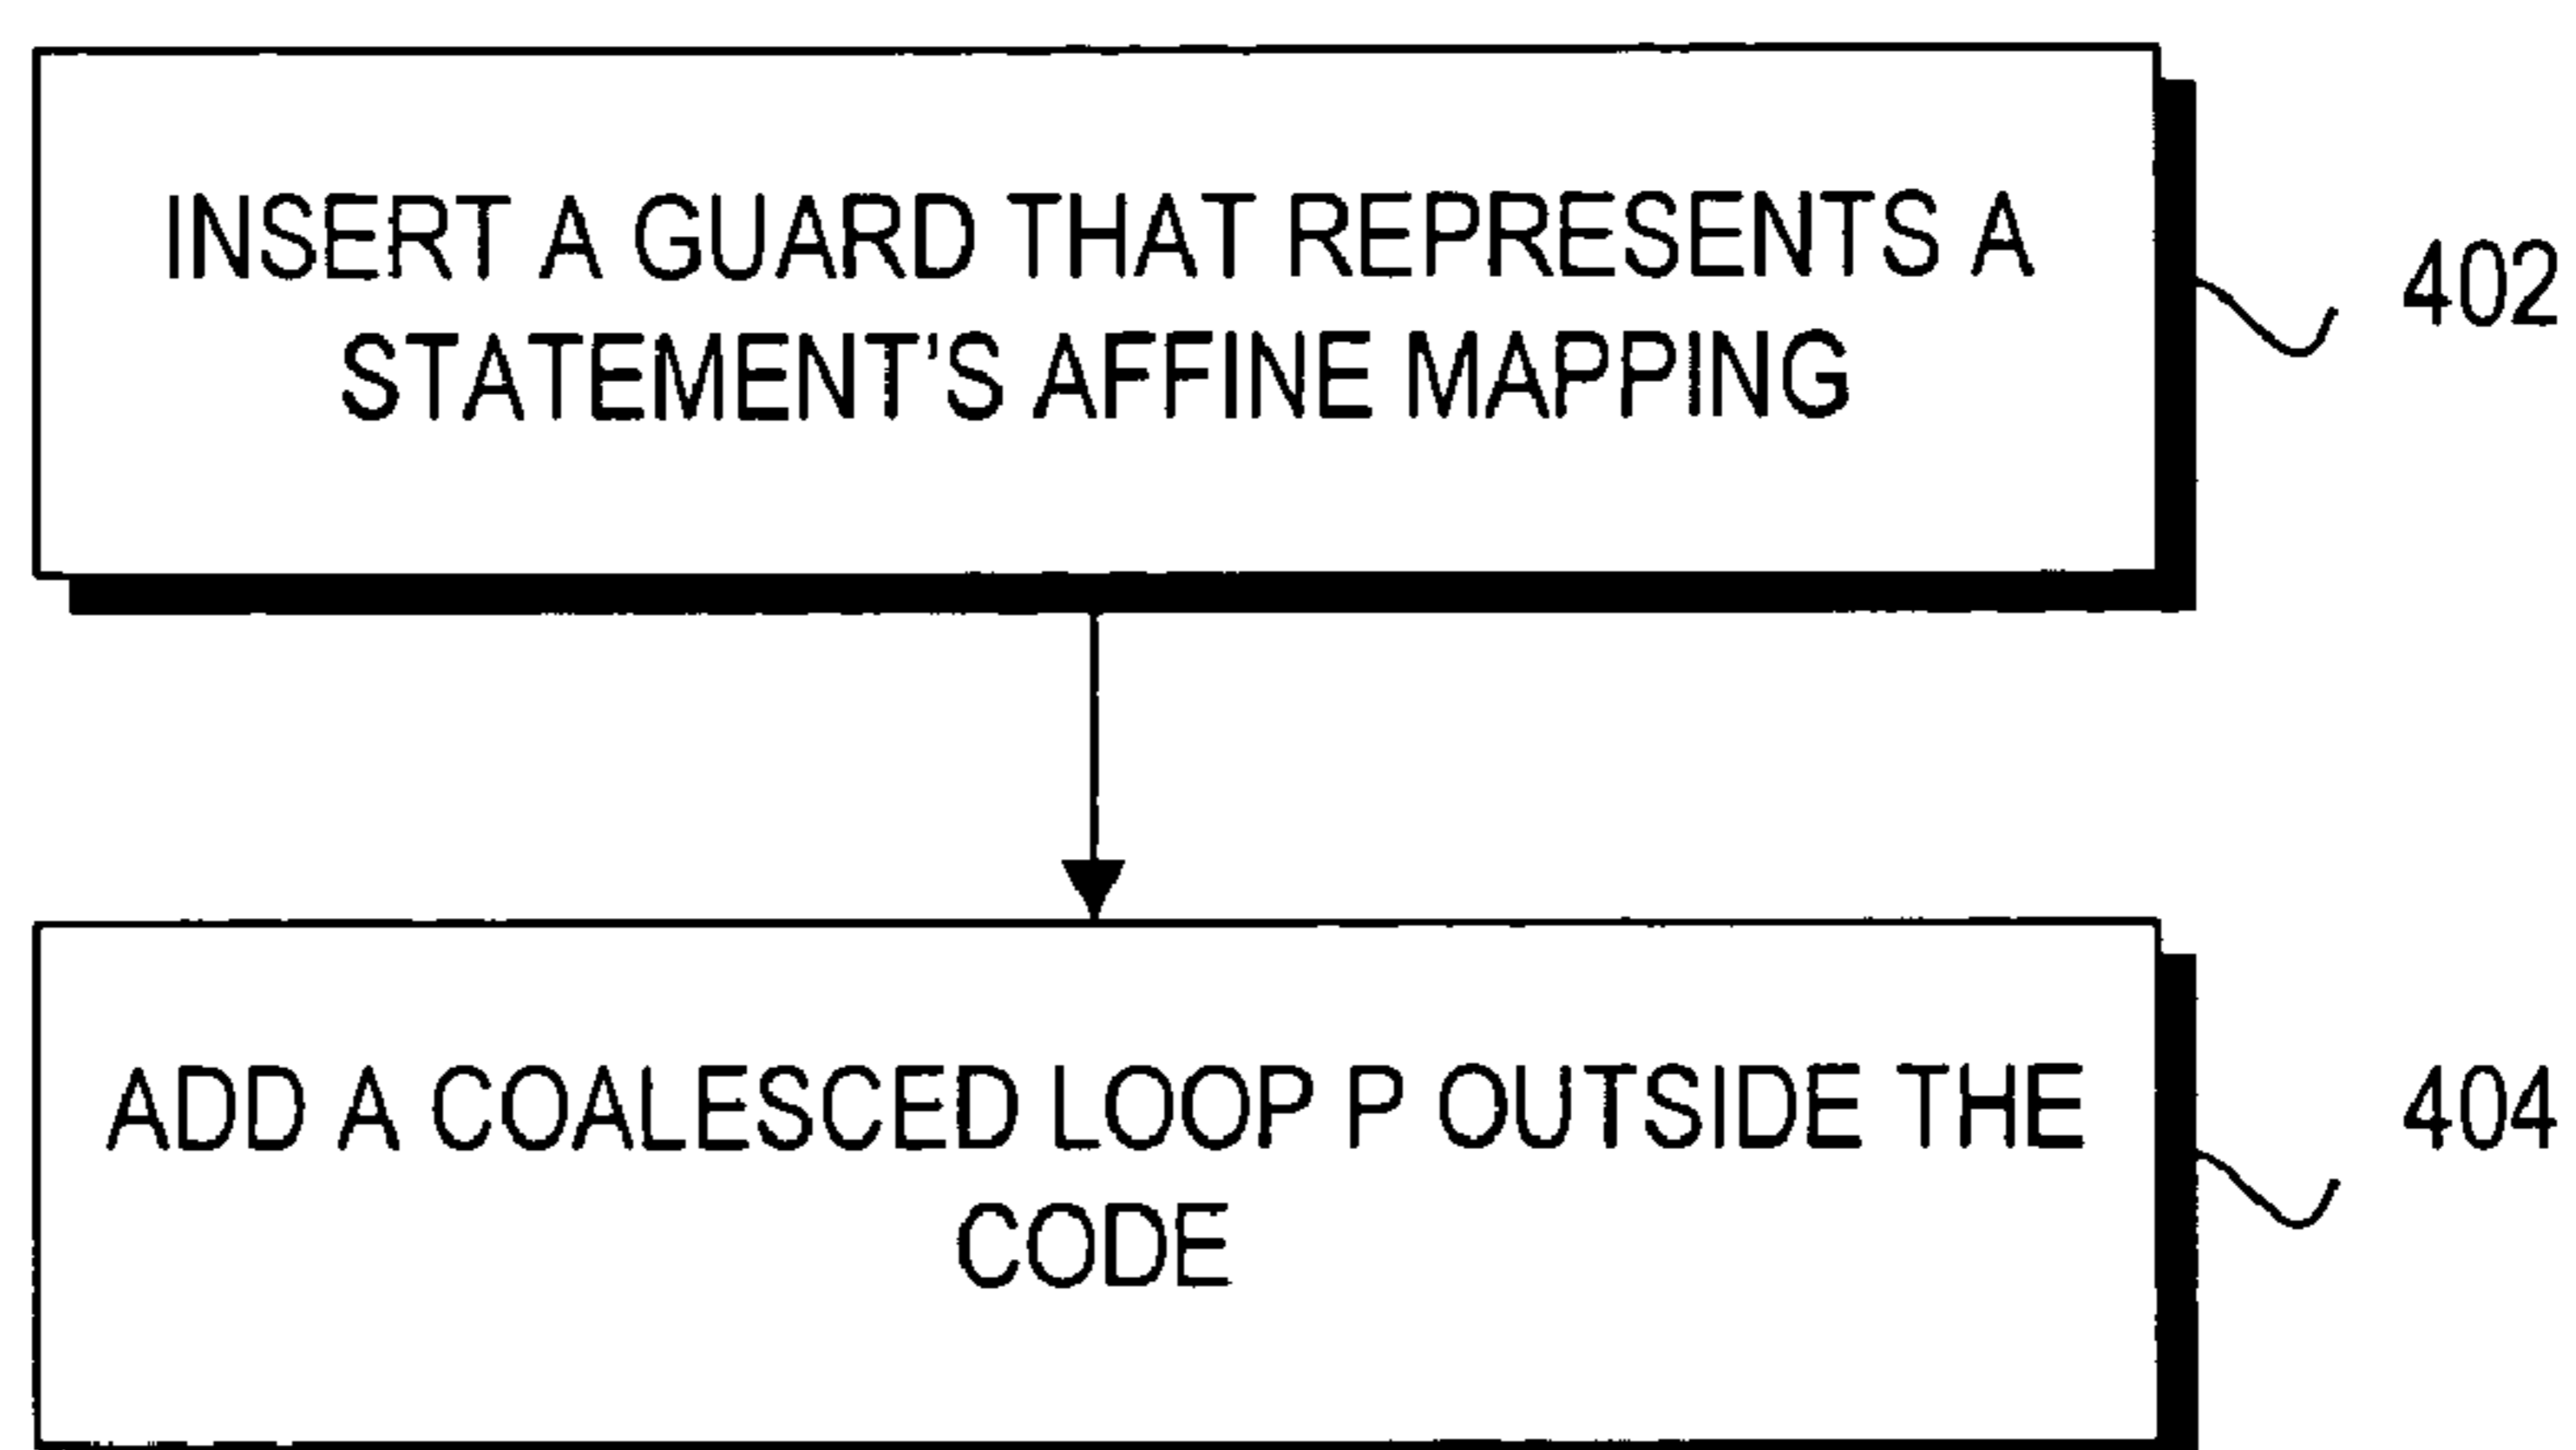 INSERT A GUARD THAT REPRESENTS A
STATEMENT'S AFFINE MAPPING
402
ADD A COALESCED LOOP P OUTSIDE THE
CODE
404